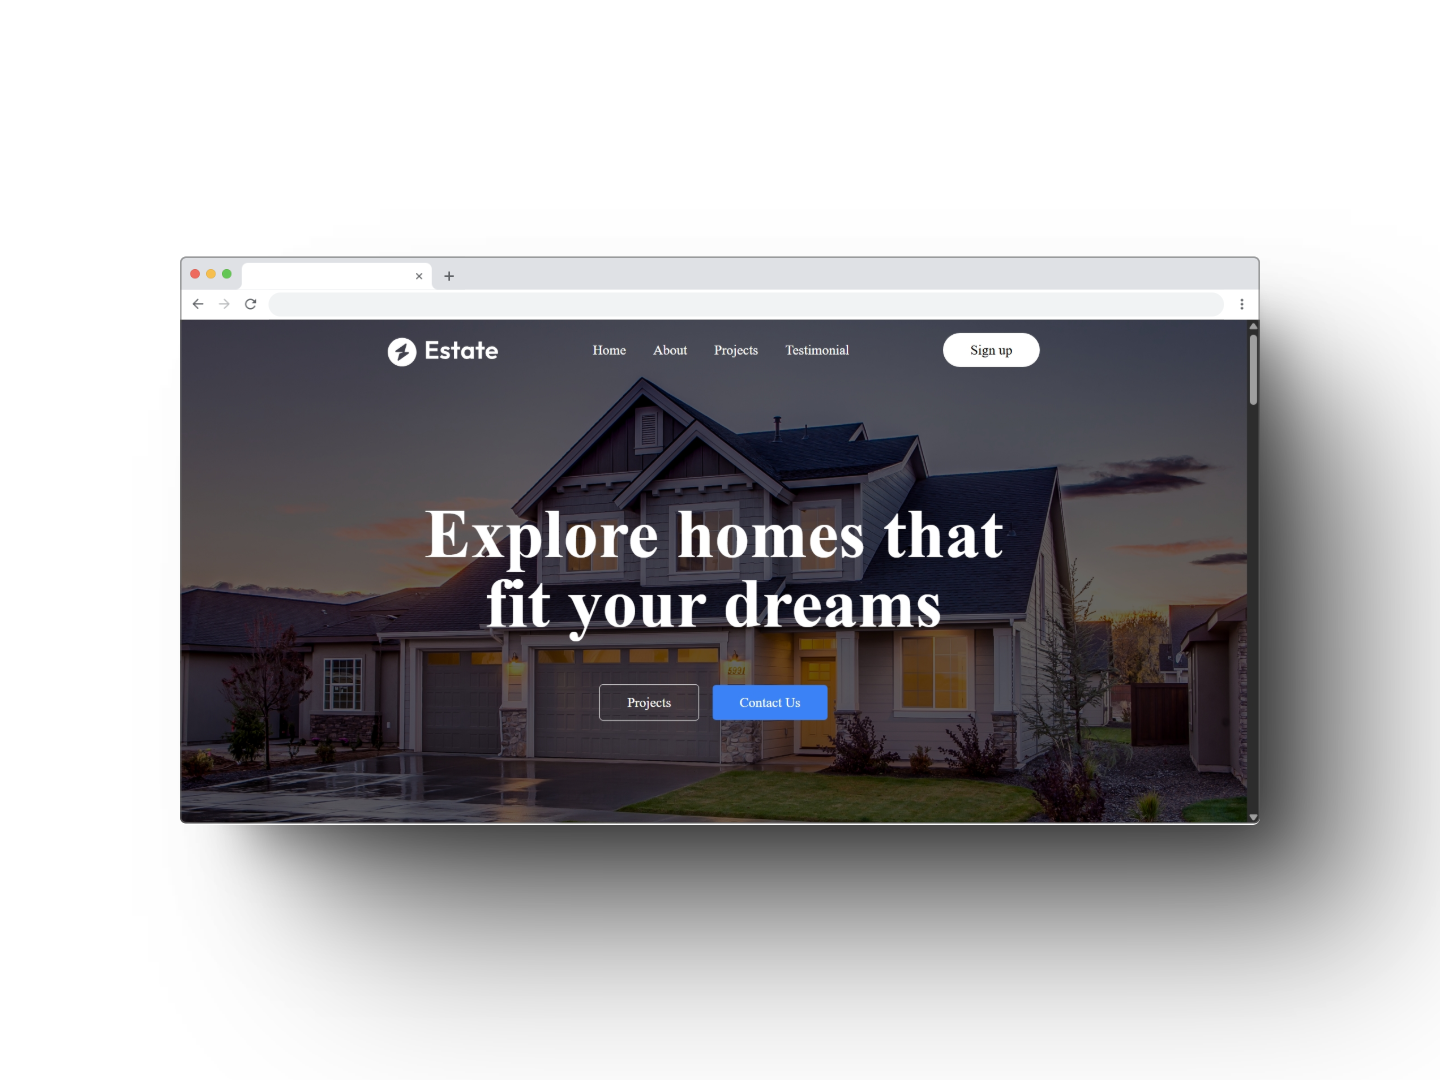 Estate
Home About Projects Testimonial
Sign up
Explore homes that
fit your dreams
Projects
Contact Us